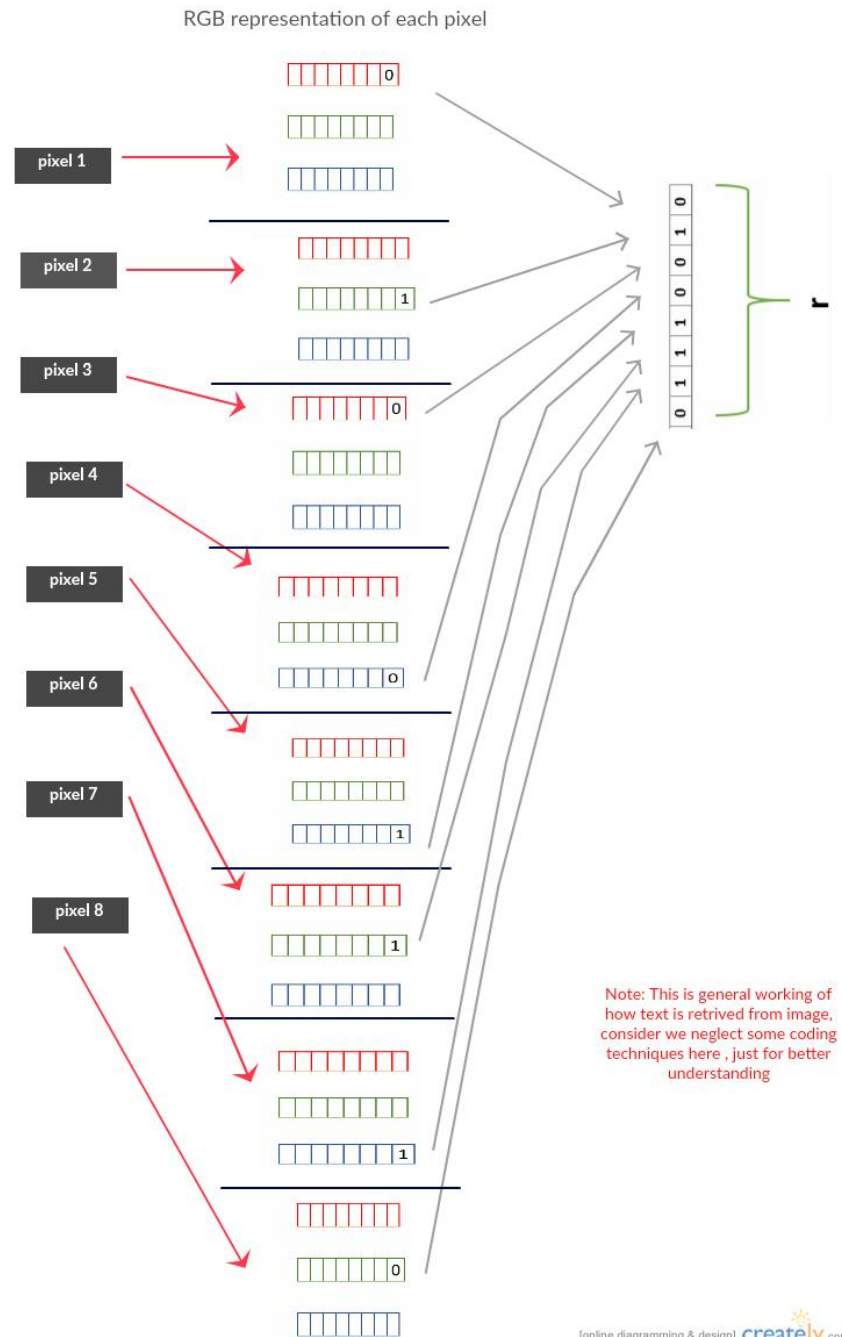 RGB representation of each pixel
0
pixel 1
pixel 2
1
pixel 3
0
pixel 4
0
pixel 5
1
pixel 6
1
pixel 7
1
pixel 8
0
0
1
0
0
1
1
1
0
r
Note: This is general working of
how text is retrived from image,
consider we neglect some coding
techniques here , just for better
understanding
[online diagramming & design] creately.com